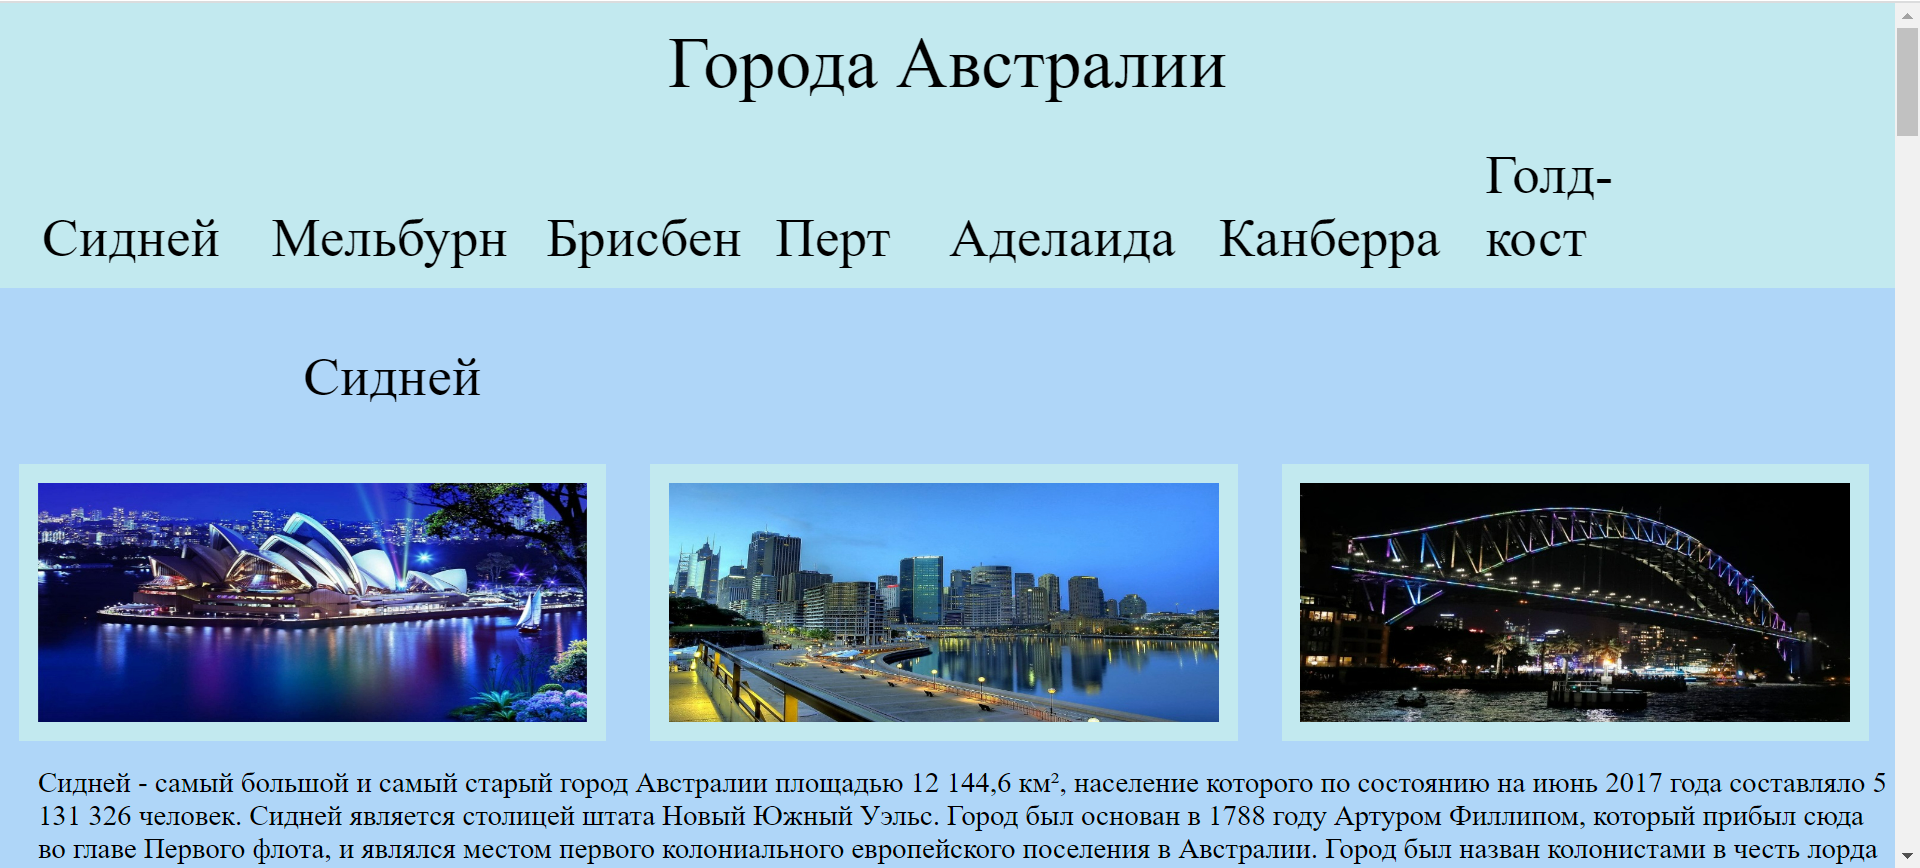 Города Австралии
Сидней Мельбурн Брисбен Перт Аделаида Канберра Голд-
кост
Сидней
Сидней - самый большой и самый старый город Австралии площадью 12 144,6 км², население которого по состоянию на июнь 2017 года составляло 5
131 326 человек. Сидней является столицей штата Новый Южный Уэльс. Город был основан в 1788 году Артуром Филлипом, который прибыл сюда
во главе Первого флота, и являлся местом первого колониального европейского поселения в Австралии. Город был назван колонистами в честь лорда